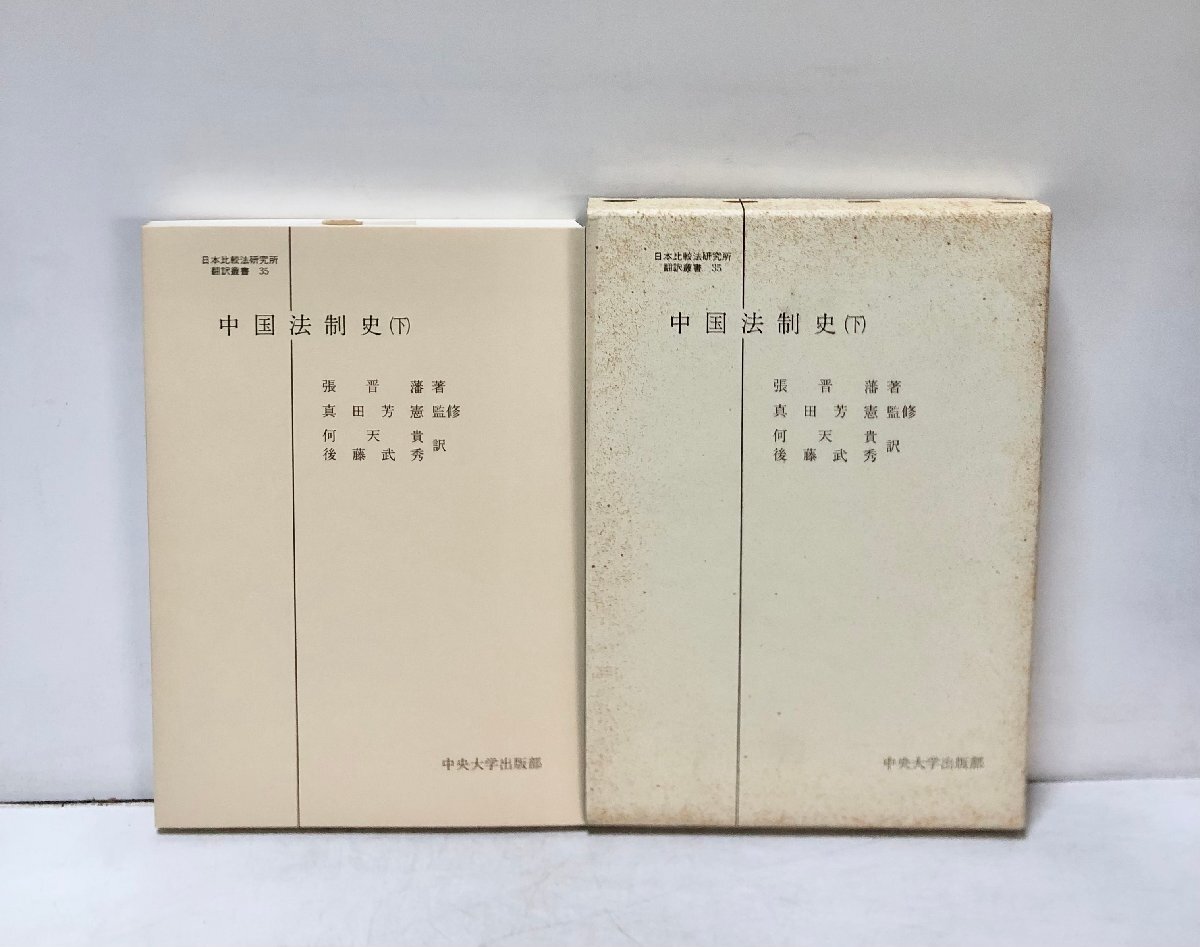 日本比較法研究所
翻訳叢書 35
中国法制史(下)
張晋藩著
真田芳憲監修
何天貴
後藤武秀訳
中央大学出版部
日本比較法研究所
翻訳叢書 35
中国法制史(下)
張晋藩著
真田芳憲監修
何天貴
後藤武秀訳
中央大学出版部